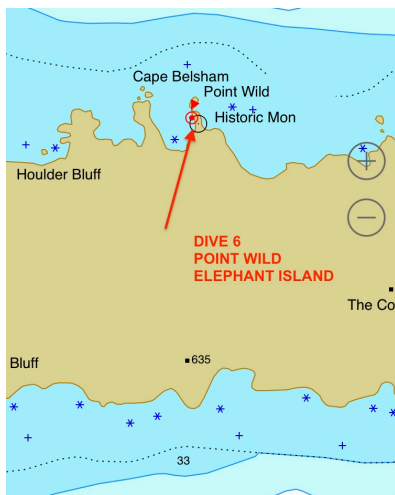 Cape Belsham
Point Wild
Historic Mon
Houlder Bluff
DIVE 6
POINT WILD
ELEPHANT ISLAND
The Co
Bluff
635
33